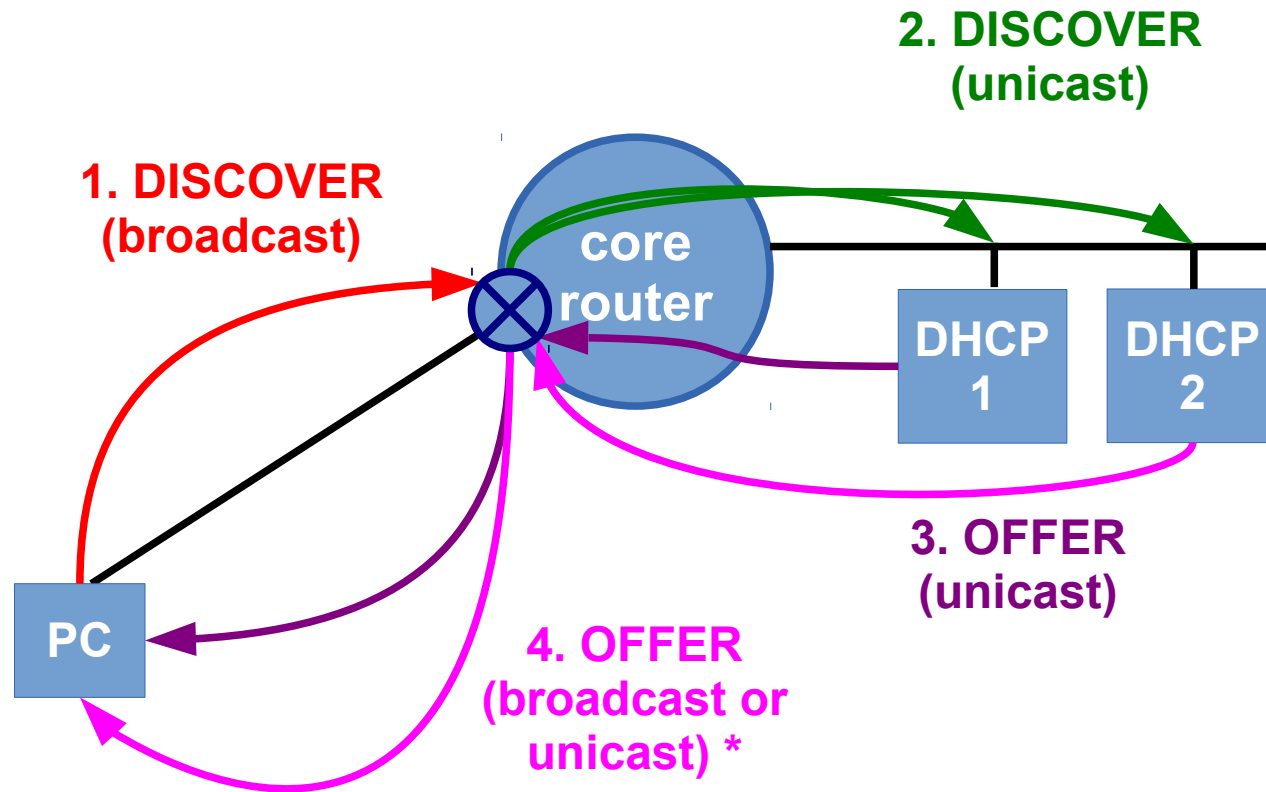 2. DISCOVER
(unicast)
1. DISCOVER
(broadcast)
core
router
DHCP
1
DHCP
2
3. OFFER
(unicast)
PC
4. OFFER
(broadcast or
unicast) *